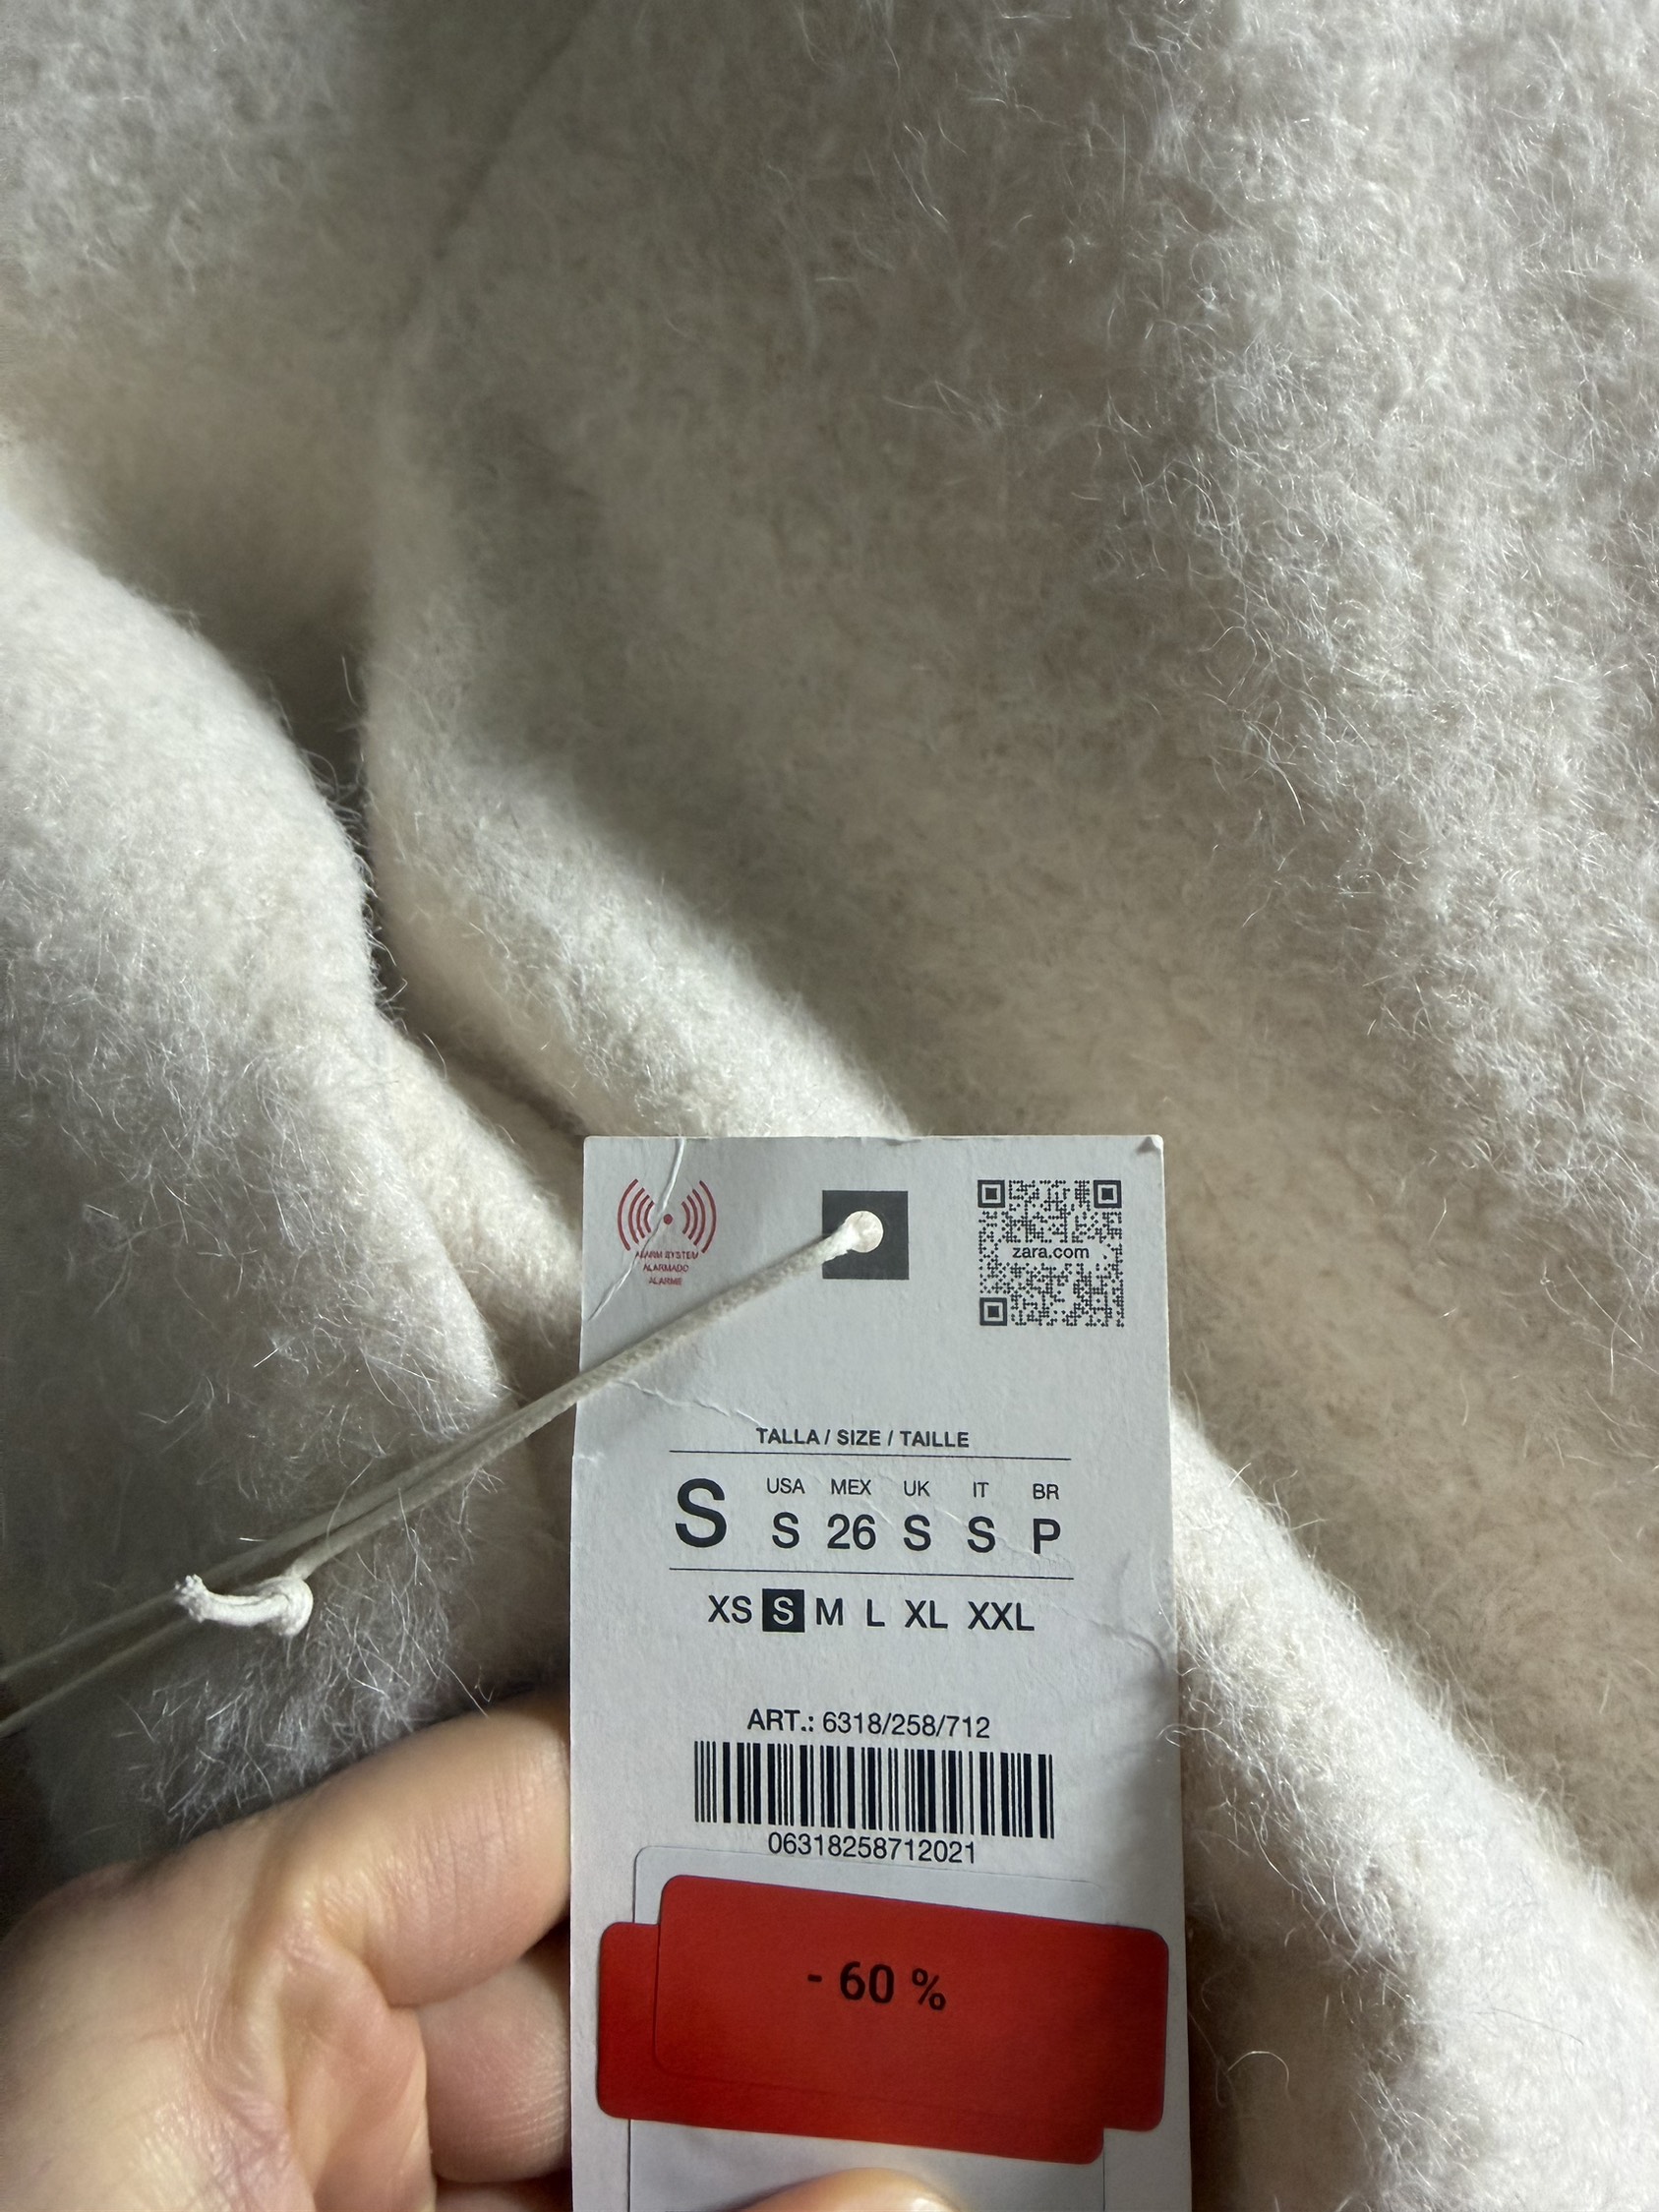 ALARM SYSTEM
ALARMADO
ALARME
zara.com
TALLA / SIZE / TAILLE
S
USA MEX UK IT BR
S 26 S S P
XS S M L XL XXL
ART.: 6318/258/712
06318258712021
- 60 %